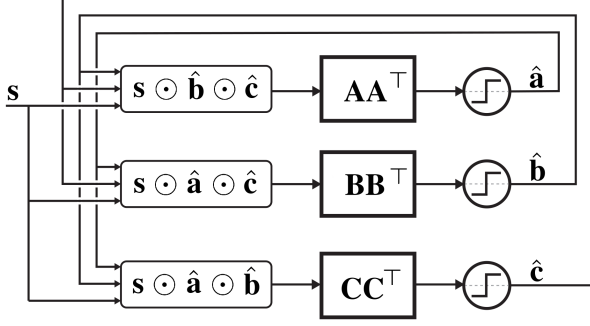 s ⊙ b̂ ⊙ ĉ AA⊤ â
s
s ⊙ â ⊙ ĉ BB⊤ b̂
s ⊙ â ⊙ b̂ CC⊤ ĉ